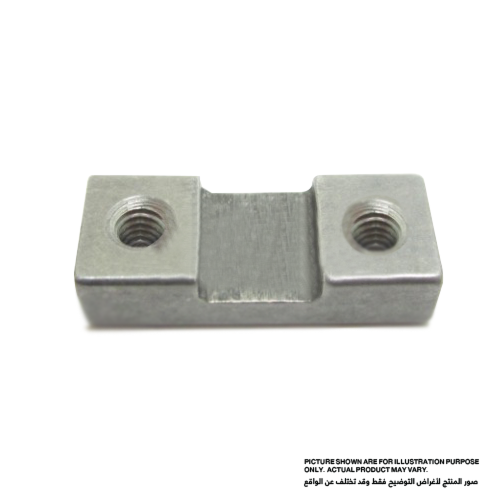 PICTURE SHOWN ARE FOR ILLUSTRATION PURPOSE
ONLY. ACTUAL PRODUCT MAY VARY.
صور المنتج لأغراض التوضيح فقط وقد تختلف عن الواقع